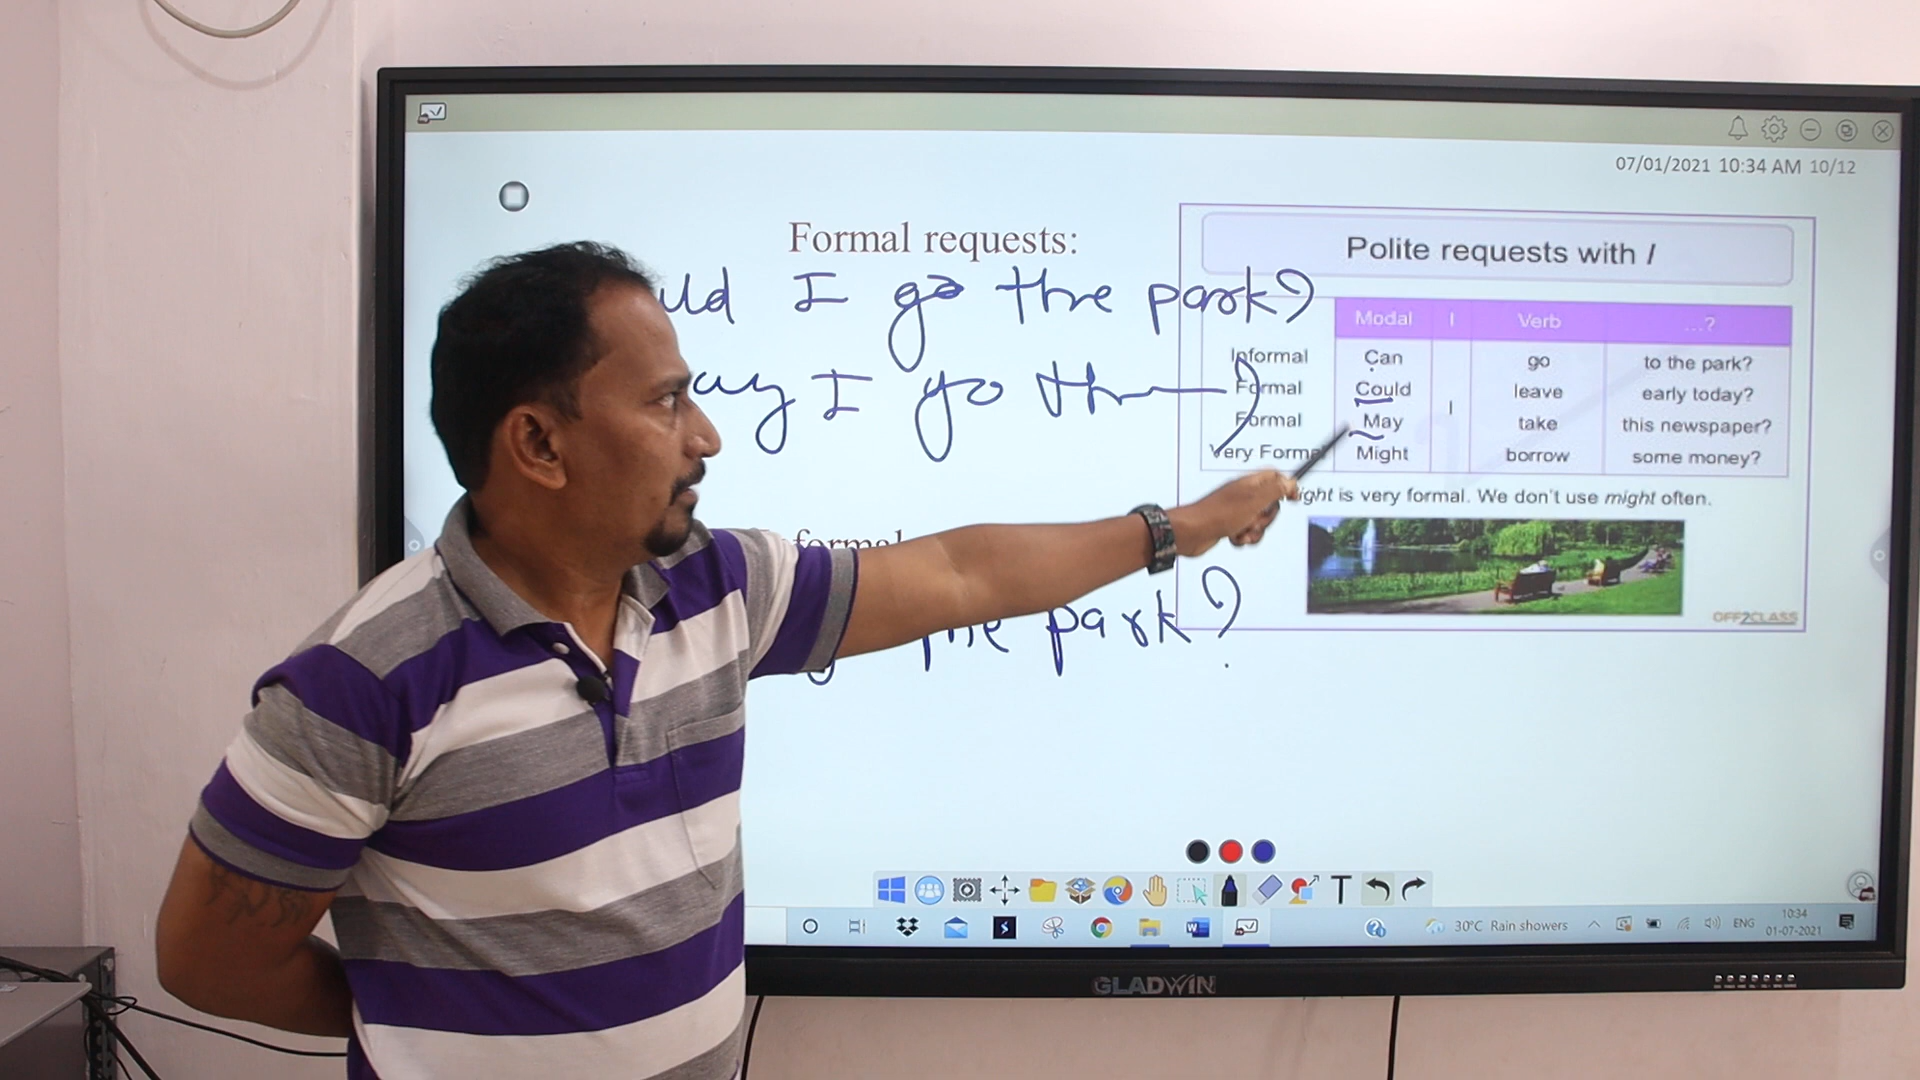 07/01/2021 10:34 AM 10/12
Formal requests:
I go the park?
I go
the park?
Polite requests with I
Modal I Verb ...?
Informal Can go to the park?
Formal Could leave early today?
Formal May I take this newspaper?
Very Formal Might borrow some money?
is very formal. We don't use might often.
OFF2CLASS
T
30°C Rain showers ENG 10:34
01-07-2021
GLADWIN